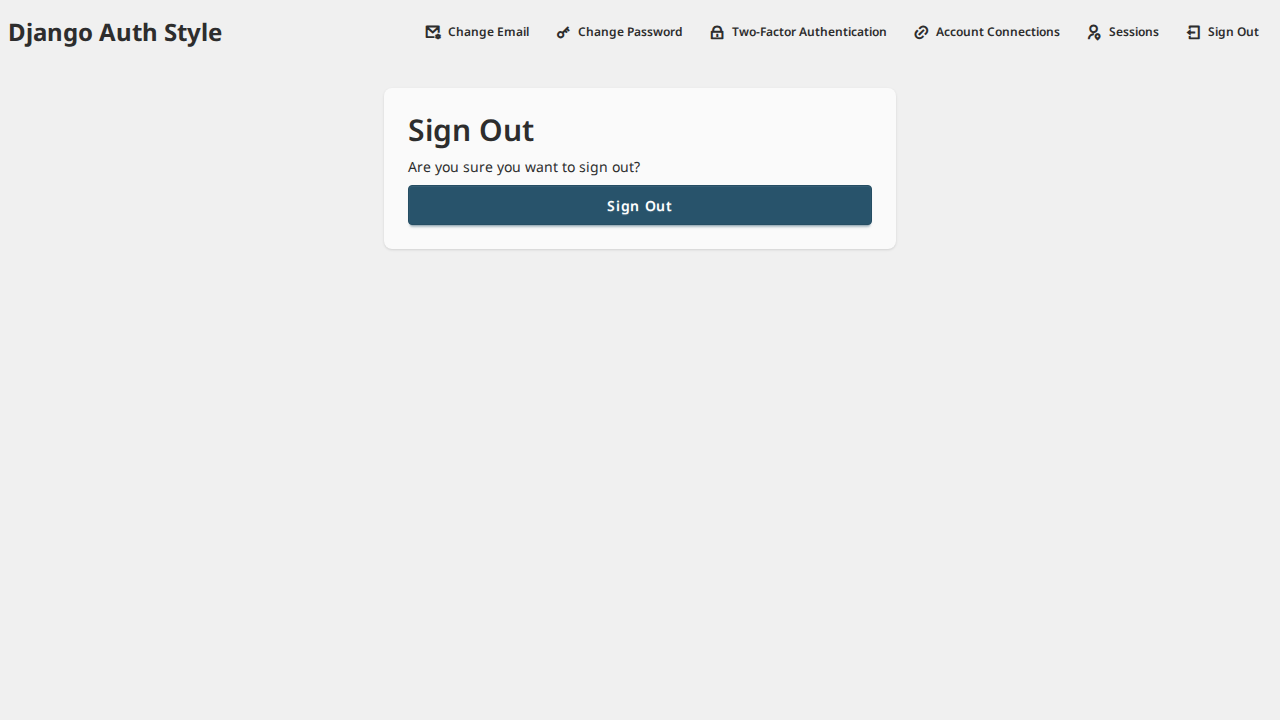 Django Auth Style
Change Email
Change Password
Two-Factor Authentication
Account Connections
Sessions
Sign Out
Sign Out
Are you sure you want to sign out?
Sign Out